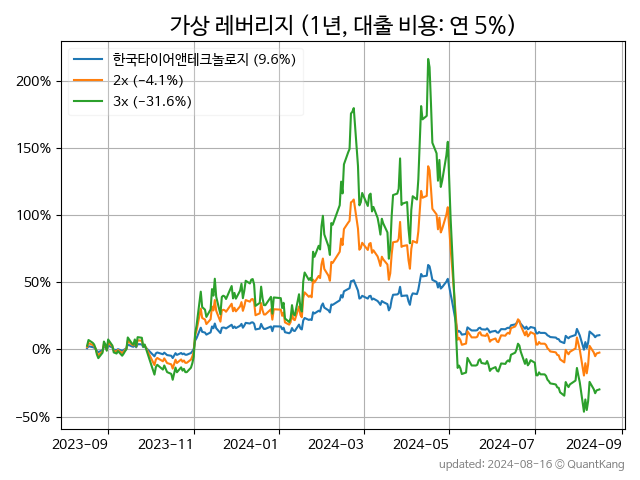 가상 레버리지 (1년, 대출 비용: 연 5%)
한국타이어앤테크놀로지 (9.6%)
2x (−4.1%)
3x (−31.6%)
200%
150%
100%
50%
0%
−50%
2023-09 2023-11 2024-01 2024-03 2024-05 2024-07 2024-09
updated: 2024-08-16 © QuantKang